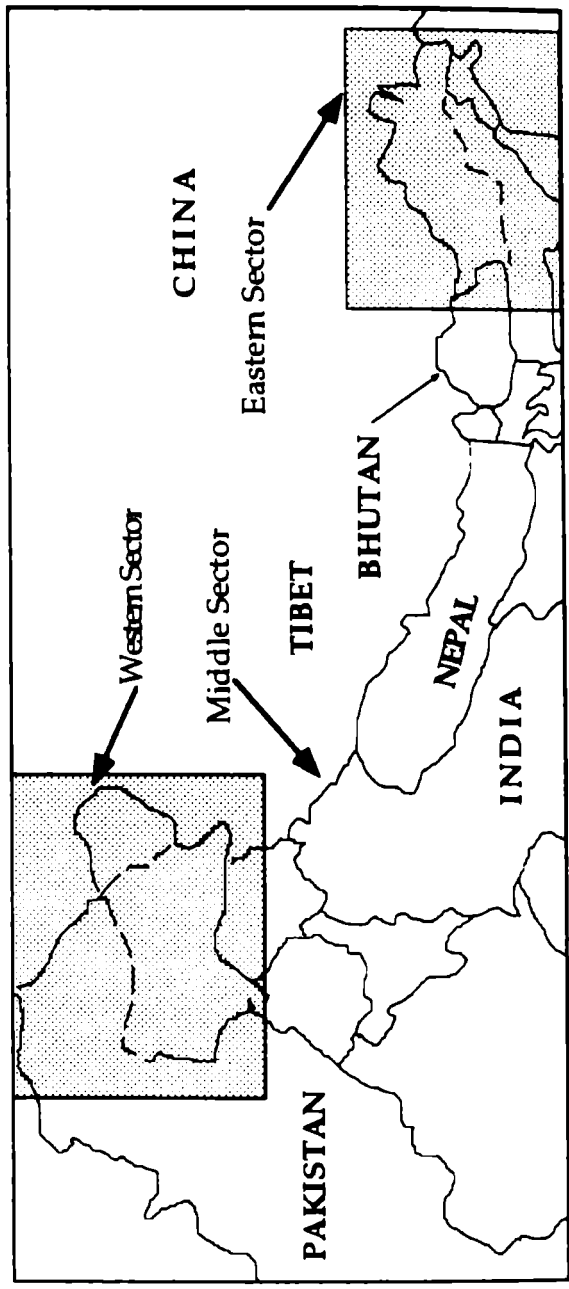 Western Sector
CHINA
Middle Sector
Eastern Sector
TIBET
BHUTAN
PAKISTAN
NEPAL
INDIA